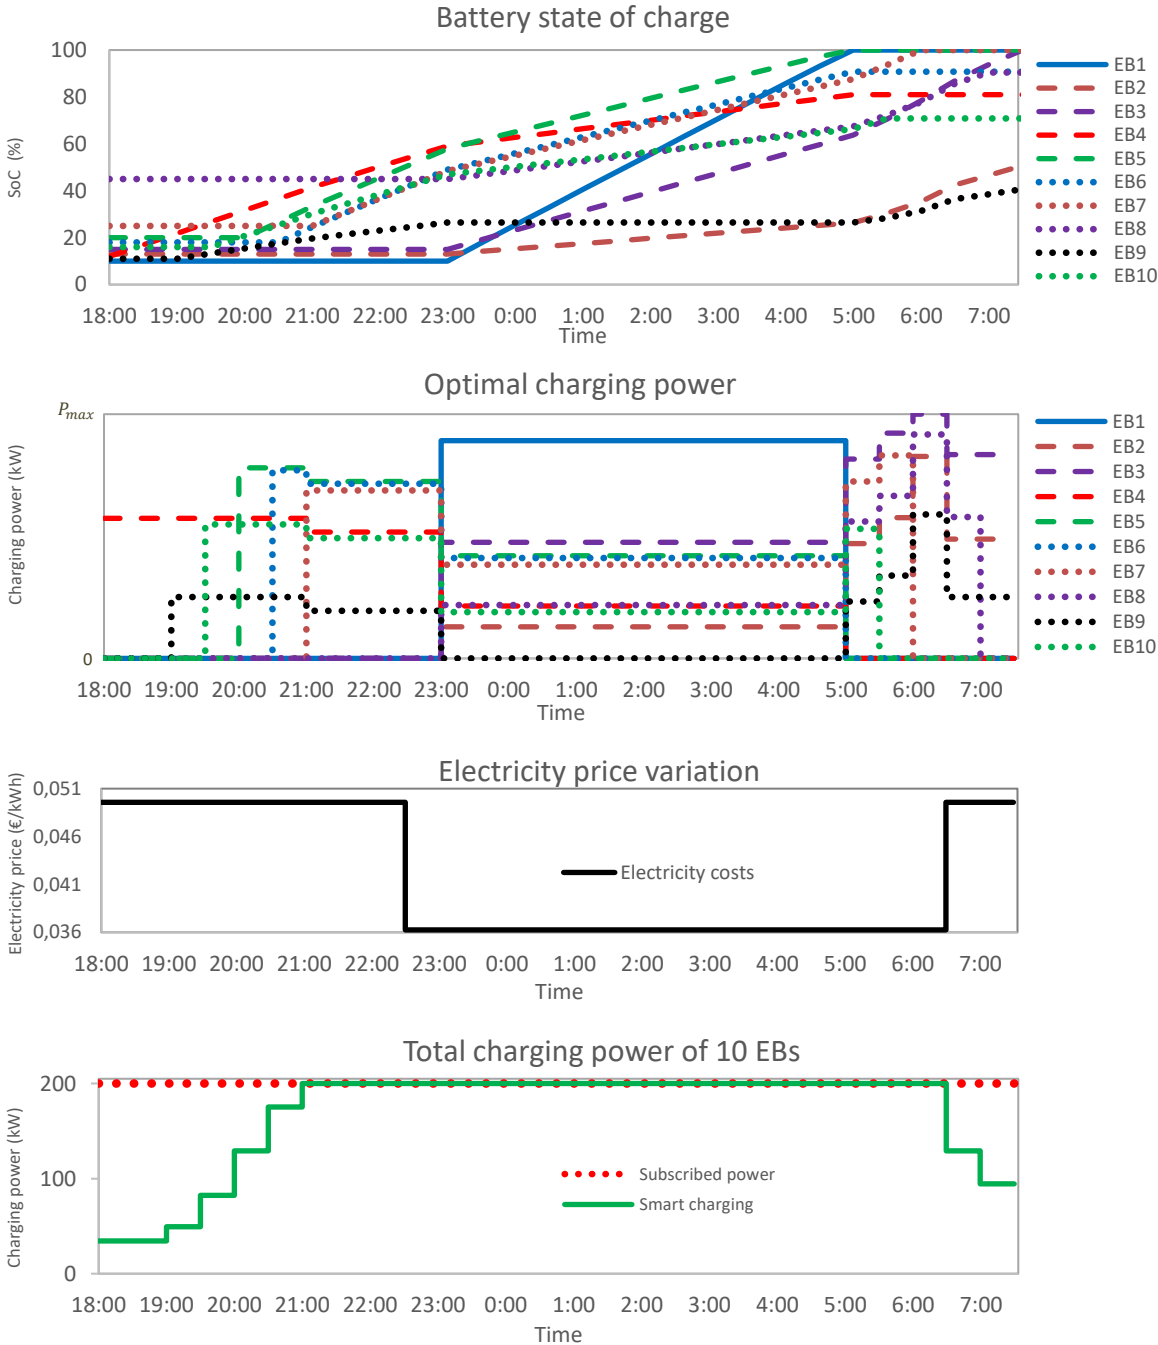 Battery state of charge
SoC (%)
100
80
60
40
20
0
18:00 19:00 20:00 21:00 22:00 23:00 0:00 1:00 2:00 3:00 4:00 5:00 6:00 7:00
Time
EB1
EB2
EB3
EB4
EB5
EB6
EB7
EB8
EB9
EB10
Optimal charging power
Charging power (kW)
P_max
0
18:00 19:00 20:00 21:00 22:00 23:00 0:00 1:00 2:00 3:00 4:00 5:00 6:00 7:00
Time
EB1
EB2
EB3
EB4
EB5
EB6
EB7
EB8
EB9
EB10
Electricity price variation
Electricity price (€/kWh)
0,051
0,046
0,041
0,036
Electricity costs
18:00 19:00 20:00 21:00 22:00 23:00 0:00 1:00 2:00 3:00 4:00 5:00 6:00 7:00
Time
Total charging power of 10 EBs
Charging power (kW)
200
100
0
Subscribed power
Smart charging
18:00 19:00 20:00 21:00 22:00 23:00 0:00 1:00 2:00 3:00 4:00 5:00 6:00 7:00
Time